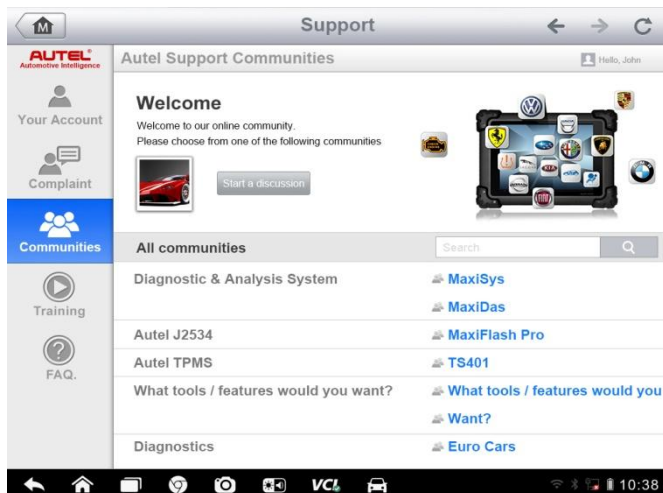 M
Support
AUTEL®
Automotive Intelligence
Autel Support Communities
Hello, John
Your Account
Complaint
Communities
Training
FAQ.
Welcome
Welcome to our online community.
Please choose from one of the following communities
Start a discussion
All communities
Search
Diagnostic & Analysis System
MaxiSys
MaxiDas
Autel J2534
MaxiFlash Pro
Autel TPMS
TS401
What tools / features would you want?
What tools / features would you
Want?
Diagnostics
Euro Cars
VCI
10:38